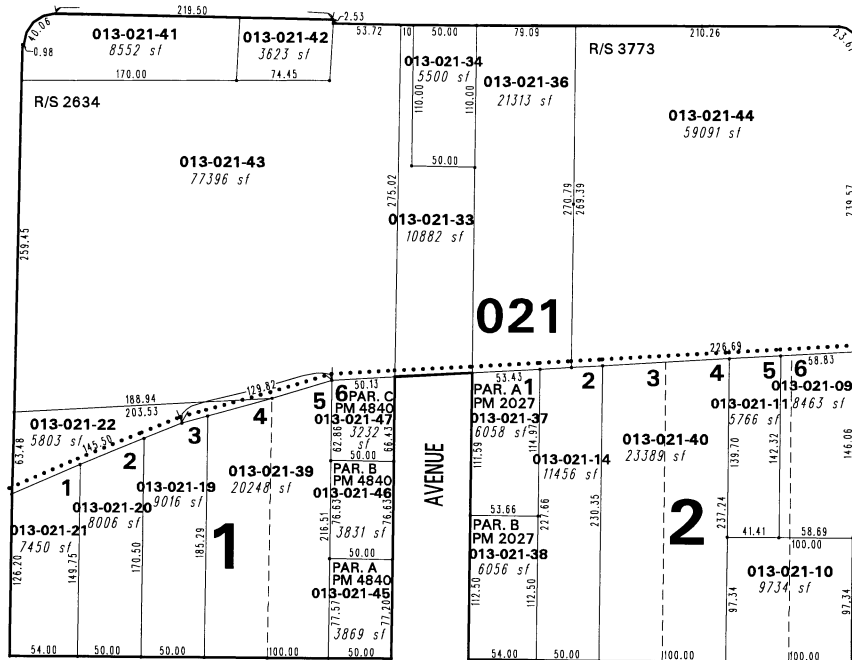 219.50
2.53
40.06
0.98
013-021-41
8552 sf
013-021-42
3623 sf
170.00
74.45
53.72
10
50.00
79.09
210.26
R/S 3773
R/S 2634
013-021-34
5500 sf
110.00
110.00
50.00
013-021-36
21313 sf
013-021-44
59091 sf
013-021-43
77396 sf
259.45
275.02
270.79
269.39
239.57
013-021-33
10882 sf
021
226.69
58.83
188.94
203.53
129.82
50.13
53.43
013-021-22
5803 sf
63.48
145.50
1
2
3
4
5
6
PAR. C
PM 4840
013-021-47
3232
sf
62.86
66.43
50.00
PAR. B
PM 4840
013-021-46
76.63
76.63
3831 sf
50.00
PAR. A
PM 4840
013-021-45
77.57
77.20
3869 sf
216.51
013-021-39
20248 sf
013-021-19
9016 sf
013-021-20
8006 sf
013-021-21
7450 sf
126.20
149.75
170.50
185.29
1
54.00
50.00
50.00
100.00
50.00
AVENUE
1
2
3
4
5
6
PAR. A
PM 2027
013-021-37
6058 sf
111.59
114.97
53.66
PAR. B
PM 2027
013-021-38
6056 sf
112.50
112.50
013-021-14
11456 sf
227.66
230.35
013-021-40
23389 sf
237.24
2
013-021-11
5766 sf
139.70
142.32
013-021-09
8463 sf
146.06
41.41
58.69
100.00
013-021-10
9734 sf
97.34
97.34
54.00
50.00
100.00
100.00